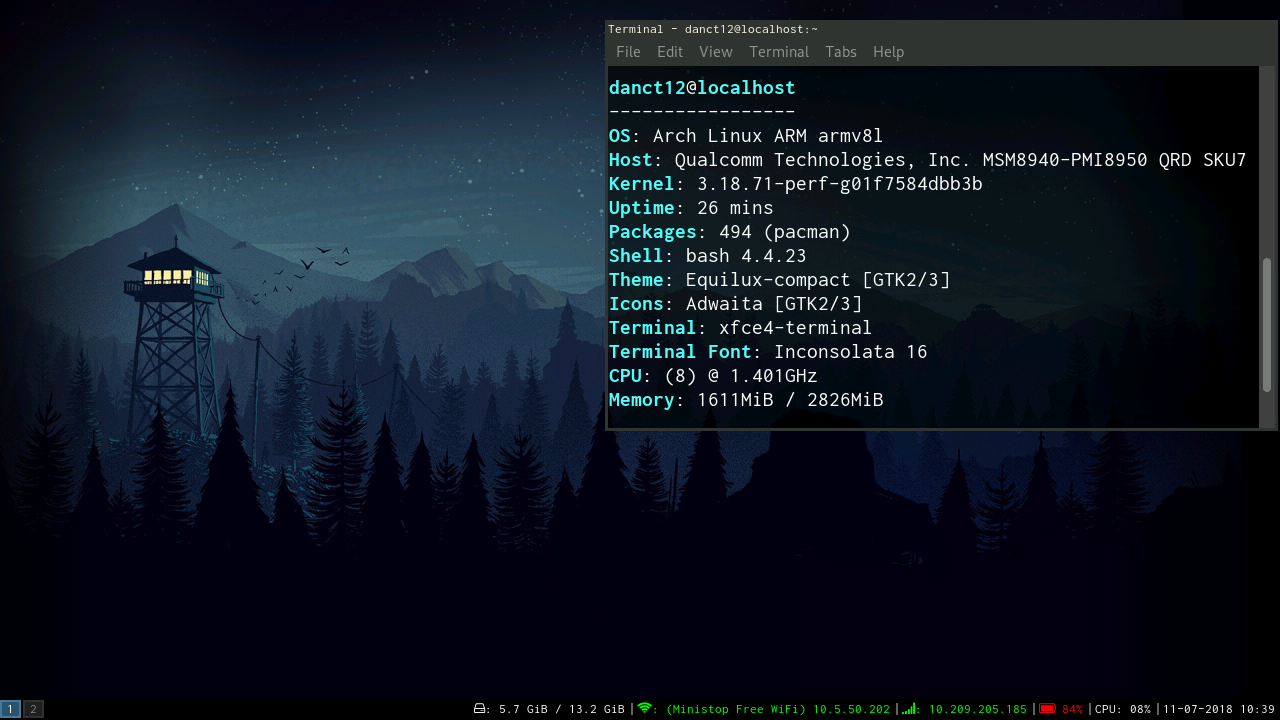 Terminal - danct12@localhost:~
File Edit View Terminal Tabs Help
danct12@localhost
-----------------
OS: Arch Linux ARM armv8l
Host: Qualcomm Technologies, Inc. MSM8940-PMI8950 QRD SKU7
Kernel: 3.18.71-perf-g01f7584dbb3b
Uptime: 26 mins
Packages: 494 (pacman)
Shell: bash 4.4.23
Theme: Equilux-compact [GTK2/3]
Icons: Adwaita [GTK2/3]
Terminal: xfce4-terminal
Terminal Font: Inconsolata 16
CPU: (8) @ 1.401GHz
Memory: 1611MiB / 2826MiB
1 2 : 5.7 GiB / 13.2 GiB | : (Ministop Free WiFi) 10.5.50.202 | : 10.209.205.185 | 84% |CPU: 08% |11-07-2018 10:39